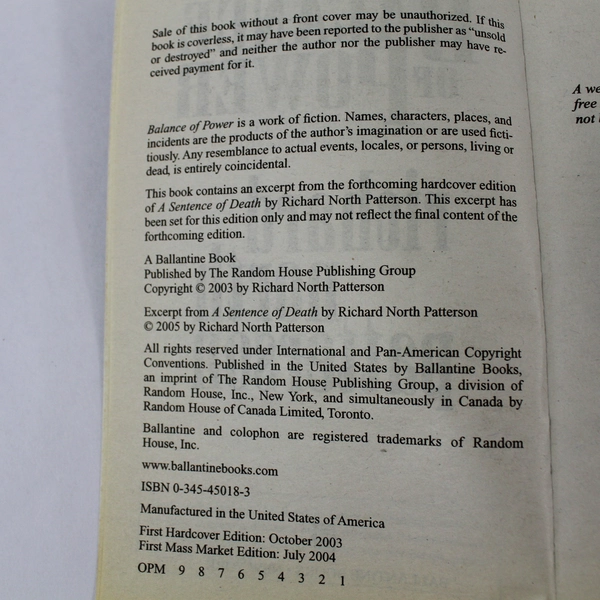 Sale of this book without a front cover may be unauthorized. If this
book is coverless, it may have been reported to the publisher as “unsold
or destroyed” and neither the author nor the publisher may have re-
ceived payment for it.
Balance of Power is a work of fiction. Names, characters, places, and
incidents are the products of the author’s imagination or are used ficti-
tiously. Any resemblance to actual events, locales, or persons, living or
dead, is entirely coincidental.
This book contains an excerpt from the forthcoming hardcover edition
of A Sentence of Death by Richard North Patterson. This excerpt has
been set for this edition only and may not reflect the final content of the
forthcoming edition.
A Ballantine Book
Published by The Random House Publishing Group
Copyright © 2003 by Richard North Patterson
Excerpt from A Sentence of Death by Richard North Patterson
© 2005 by Richard North Patterson
All rights reserved under International and Pan-American Copyright
Conventions. Published in the United States by Ballantine Books,
an imprint of The Random House Publishing Group, a division of
Random House, Inc., New York, and simultaneously in Canada by
Random House of Canada Limited, Toronto.
Ballantine and colophon are registered trademarks of Random
House, Inc.
www.ballantinebooks.com
ISBN 0-345-45018-3
Manufactured in the United States of America
First Hardcover Edition: October 2003
First Mass Market Edition: July 2004
OPM 9 8 7 6 5 4 3 2 1
A we
free
not